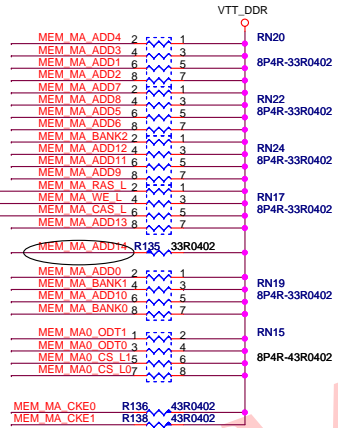 VTT_DDR
MEM_MA_ADD4 2 1 RN20
MEM_MA_ADD3 4 3
MEM_MA_ADD1 6 5 8P4R-33R0402
MEM_MA_ADD2 8 7
MEM_MA_ADD7 2 1
MEM_MA_ADD8 4 3 RN22
MEM_MA_ADD5 6 5 8P4R-33R0402
MEM_MA_ADD6 8 7
MEM_MA_BANK2 2 1
MEM_MA_ADD12 4 3 RN24
MEM_MA_ADD11 6 5 8P4R-33R0402
MEM_MA_ADD9 8 7
MEM_MA_RAS_L 2 1 RN17
MEM_MA_WE_L 4 3
MEM_MA_CAS_L 6 5 8P4R-33R0402
MEM_MA_ADD13 8 7
MEM_MA_ADD14 R135 33R0402
MEM_MA_ADD0 2 1
MEM_MA_BANK1 4 3 RN19
MEM_MA_ADD10 6 5 8P4R-33R0402
MEM_MA_BANK0 8 7
MEM_MA0_ODT1 1 2 RN15
MEM_MA0_ODT0 3 4
MEM_MA0_CS_L1 5 6 8P4R-43R0402
MEM_MA0_CS_L0 7 8
MEM_MA_CKE0 R136 43R0402
MEM_MA_CKE1 R138 43R0402